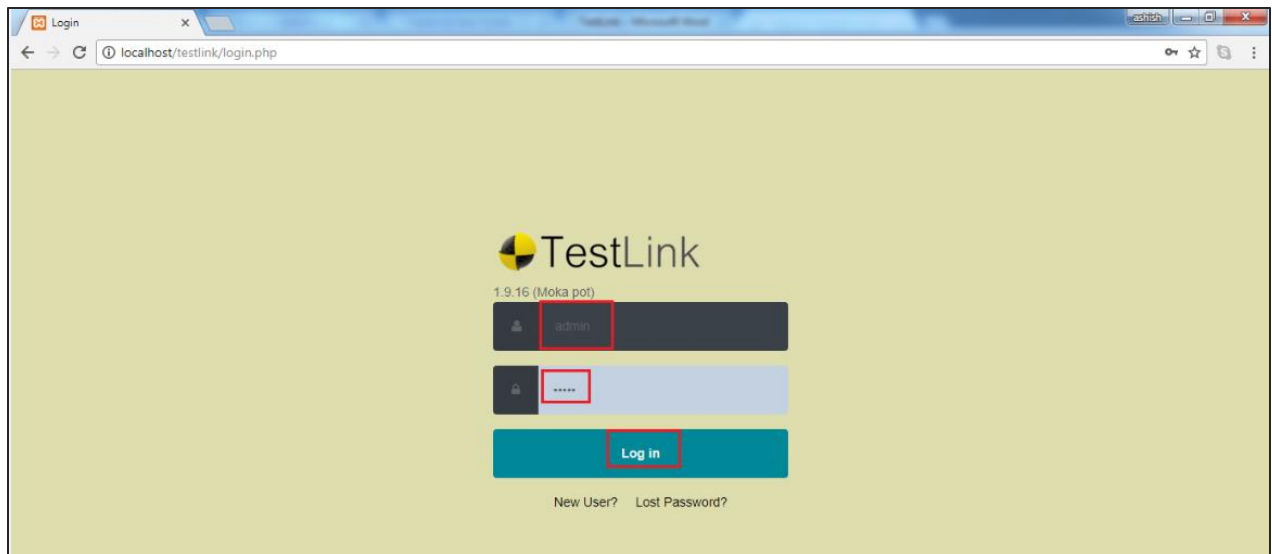 Login
ashish
localhost/testlink/login.php
TestLink
1.9.16 (Moka pot)
admin
•••••
Log in
New User? Lost Password?